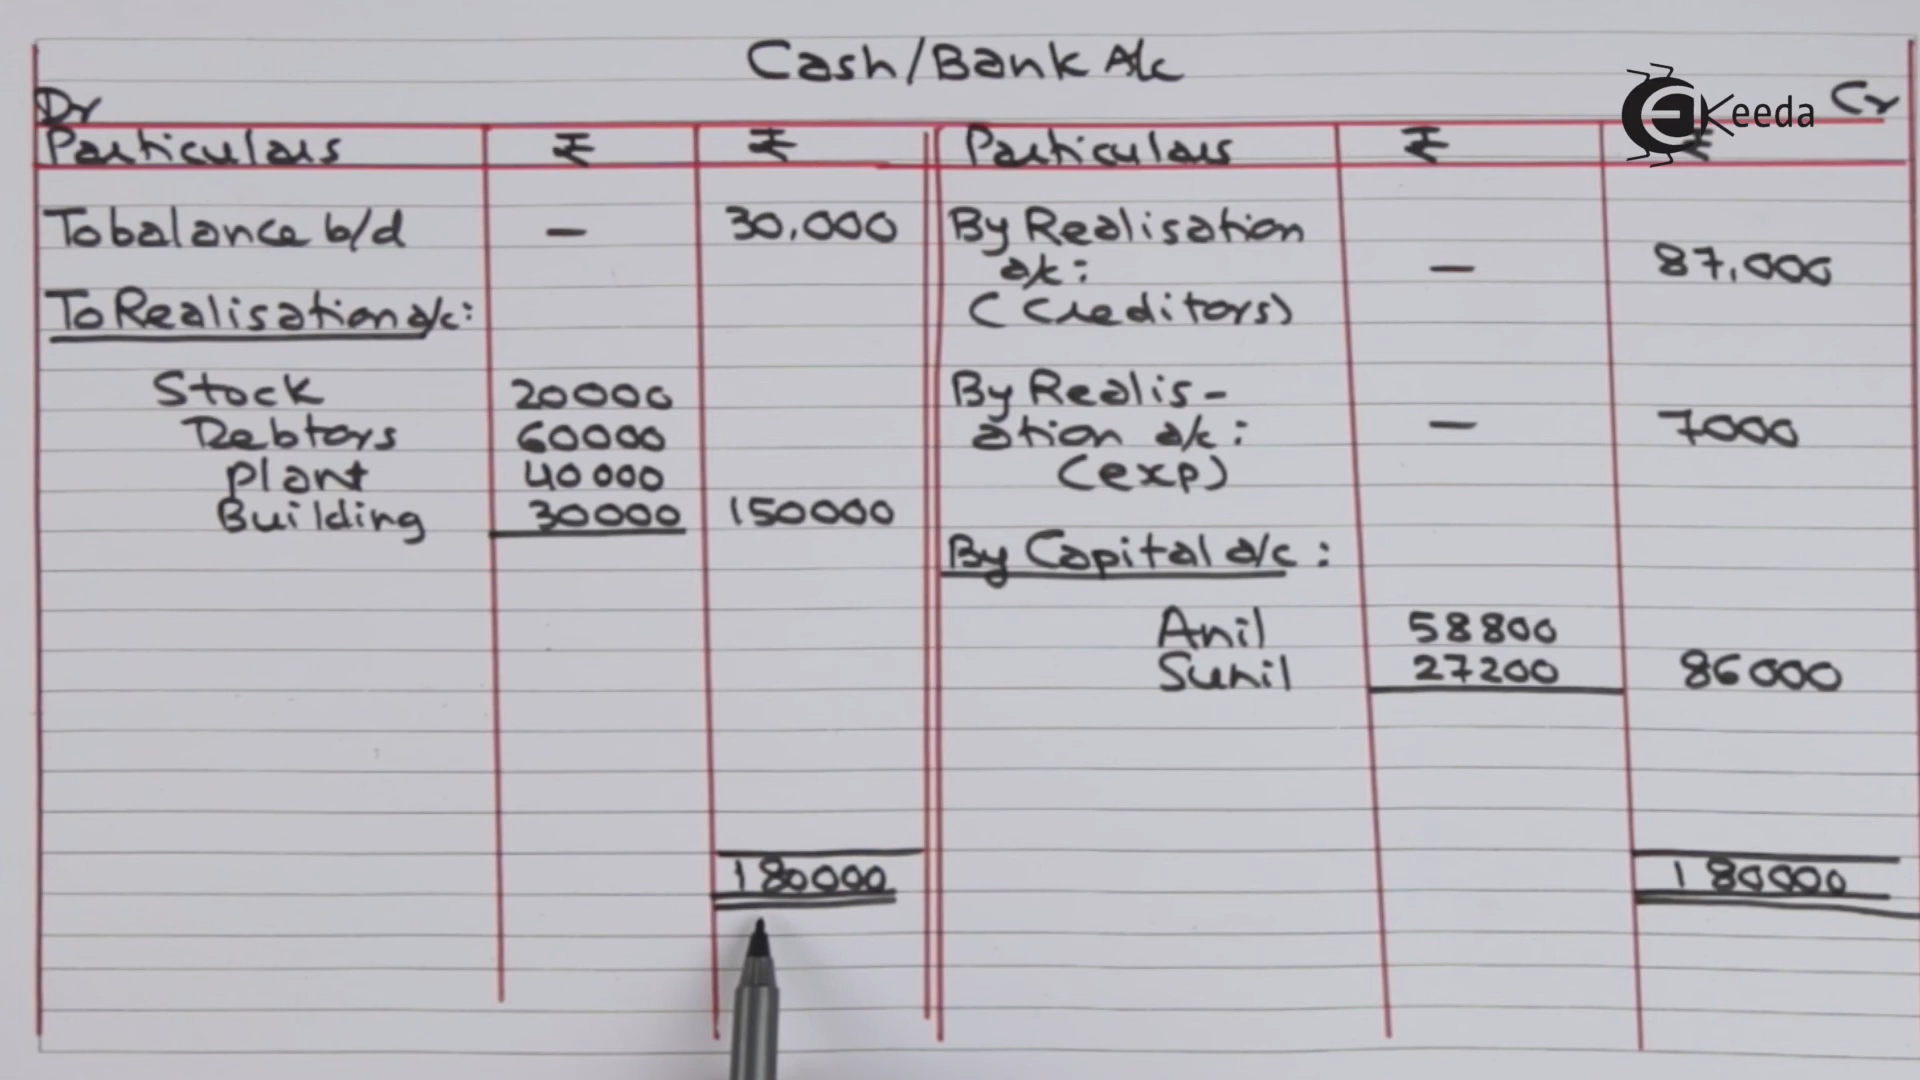 Cash/Bank A/c
Dr
Cr
EKeeda
Particulars ₹ ₹ Particulars ₹ ₹
To balance b/d — 30,000
To Realisation a/c:
Stock 20000
Debtors 60000
Plant 40000
Building 30000 150000
180000
By Realisation
a/c: — 87,000
(Creditors)
By Realis-
ation a/c: — 7000
(exp)
By Capital a/c:
Anil 58800
Sunil 27200 86000
180000